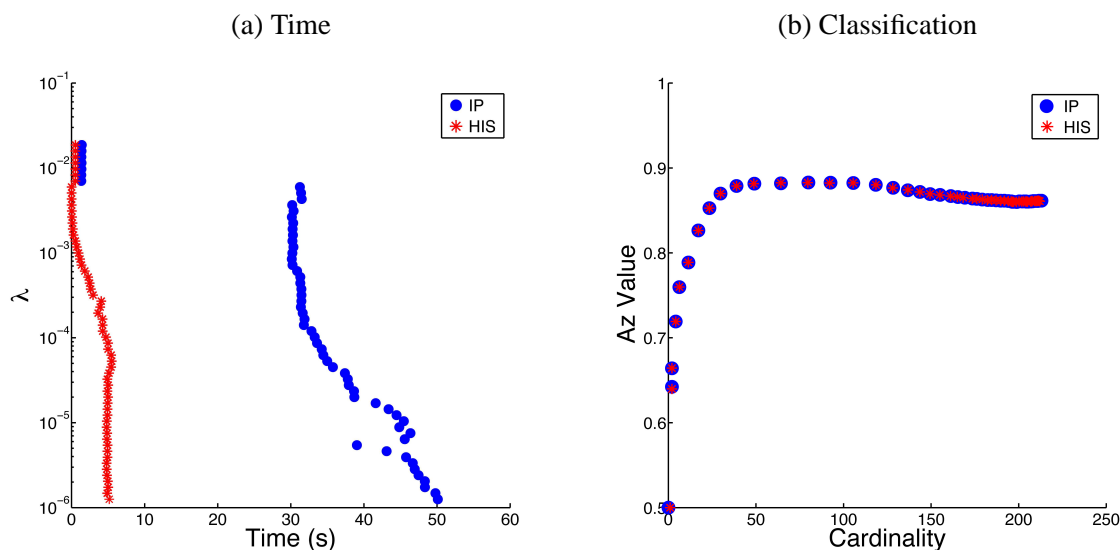 (a) Time
10⁻¹
10⁻²
10⁻³
10⁻⁴
10⁻⁵
10⁻⁶
λ
0 10 20 30 40 50 60
Time (s)
IP
HIS
(b) Classification
1
0.9
0.8
0.7
0.6
0.5
Az Value
0 50 100 150 200 250
Cardinality
IP
HIS